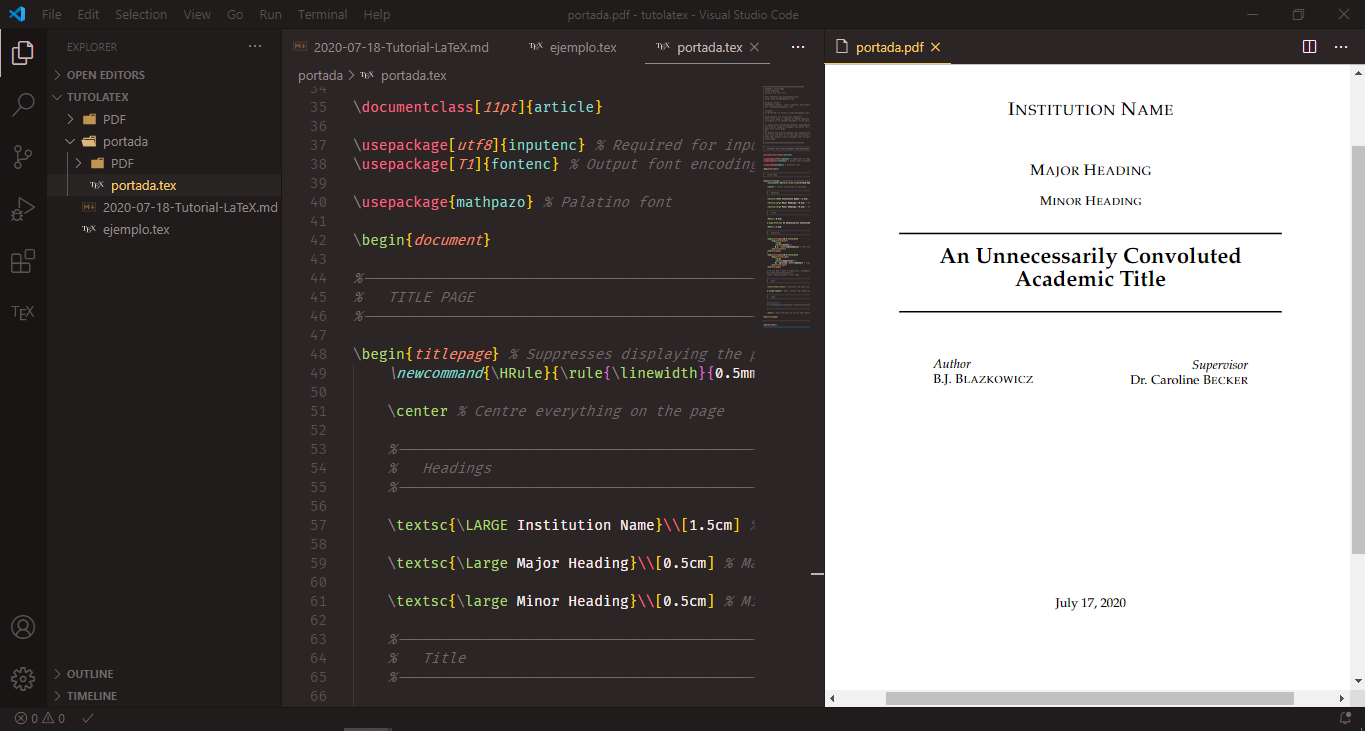 File Edit Selection View Go Run Terminal Help
portada.pdf - tutolatex - Visual Studio Code
EXPLORER
OPEN EDITORS
TUTOLATEX
PDF
portada
PDF
portada.tex
2020-07-18-Tutorial-LaTeX.md
ejemplo.tex
OUTLINE
TIMELINE
0 0
TEX
2020-07-18-Tutorial-LaTeX.md
ejemplo.tex
portada.tex
portada > portada.tex
34
35 \documentclass[11pt]{article}
36
37 \usepackage[utf8]{inputenc} % Required for inpu
38 \usepackage[T1]{fontenc} % Output font encoding
39
40 \usepackage{mathpazo} % Palatino font
41
42 \begin{document}
43
44 %
45 % TITLE PAGE
46 %
47
48 \begin{titlepage} % Suppresses displaying the p
49 \newcommand{\HRule}{\rule{\linewidth}{0.5mm
50
51 \center % Centre everything on the page
52
53 %
54 % Headings
55 %
56
57 \textsc{\LARGE Institution Name}\\[1.5cm] %
58
59 \textsc{\Large Major Heading}\\[0.5cm] % Ma
60
61 \textsc{\large Minor Heading}\\[0.5cm] % Mi
62
63 %
64 % Title
65 %
66
portada.pdf
Institution Name
Major Heading
Minor Heading
An Unnecessarily Convoluted
Academic Title
Author
B.J. Blazkowicz
Supervisor
Dr. Caroline Becker
July 17, 2020